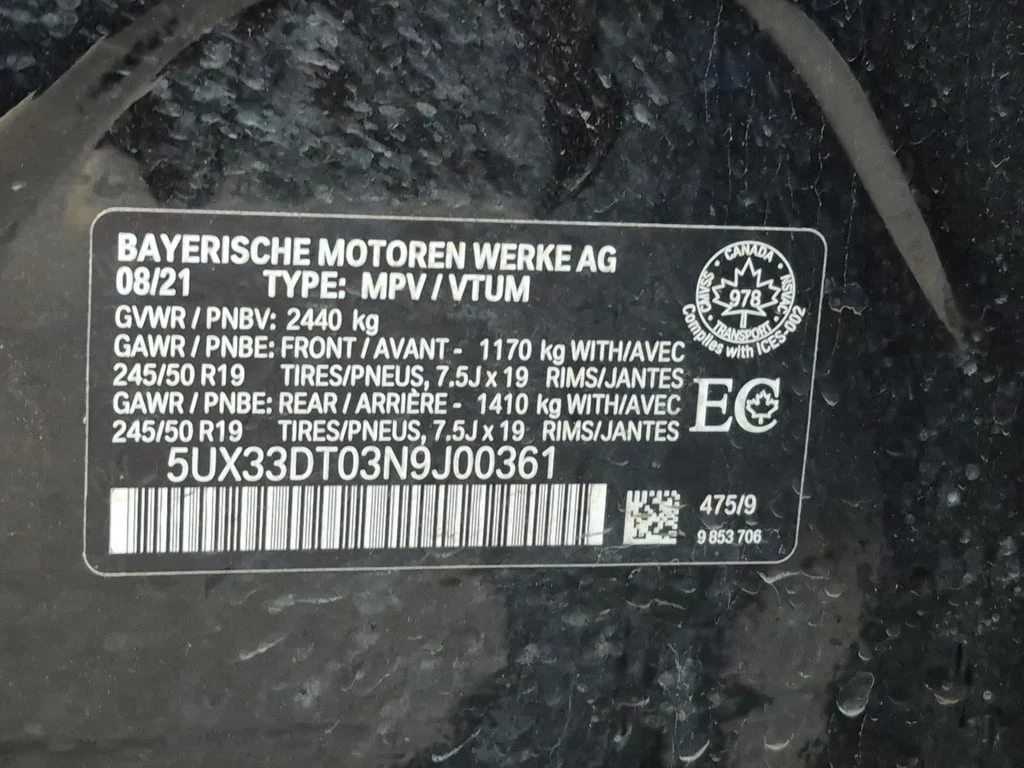 BAYERISCHE MOTOREN WERKE AG
08/21 TYPE: MPV / VTUM
GVWR / PNBV: 2440 kg
GAWR / PNBE: FRONT / AVANT - 1170 kg WITH/AVEC
245/50 R19 TIRES/PNEUS, 7.5J x 19 RIMS/JANTES
GAWR / PNBE: REAR / ARRIÈRE - 1410 kg WITH/AVEC
245/50 R19 TIRES/PNEUS, 7.5J x 19 RIMS/JANTES
5UX33DT03N9J00361
CANADA
CMVSS
NSVAC
978
TRANSPORT
Complies with ICES-002
EC
475/9
9 853 706